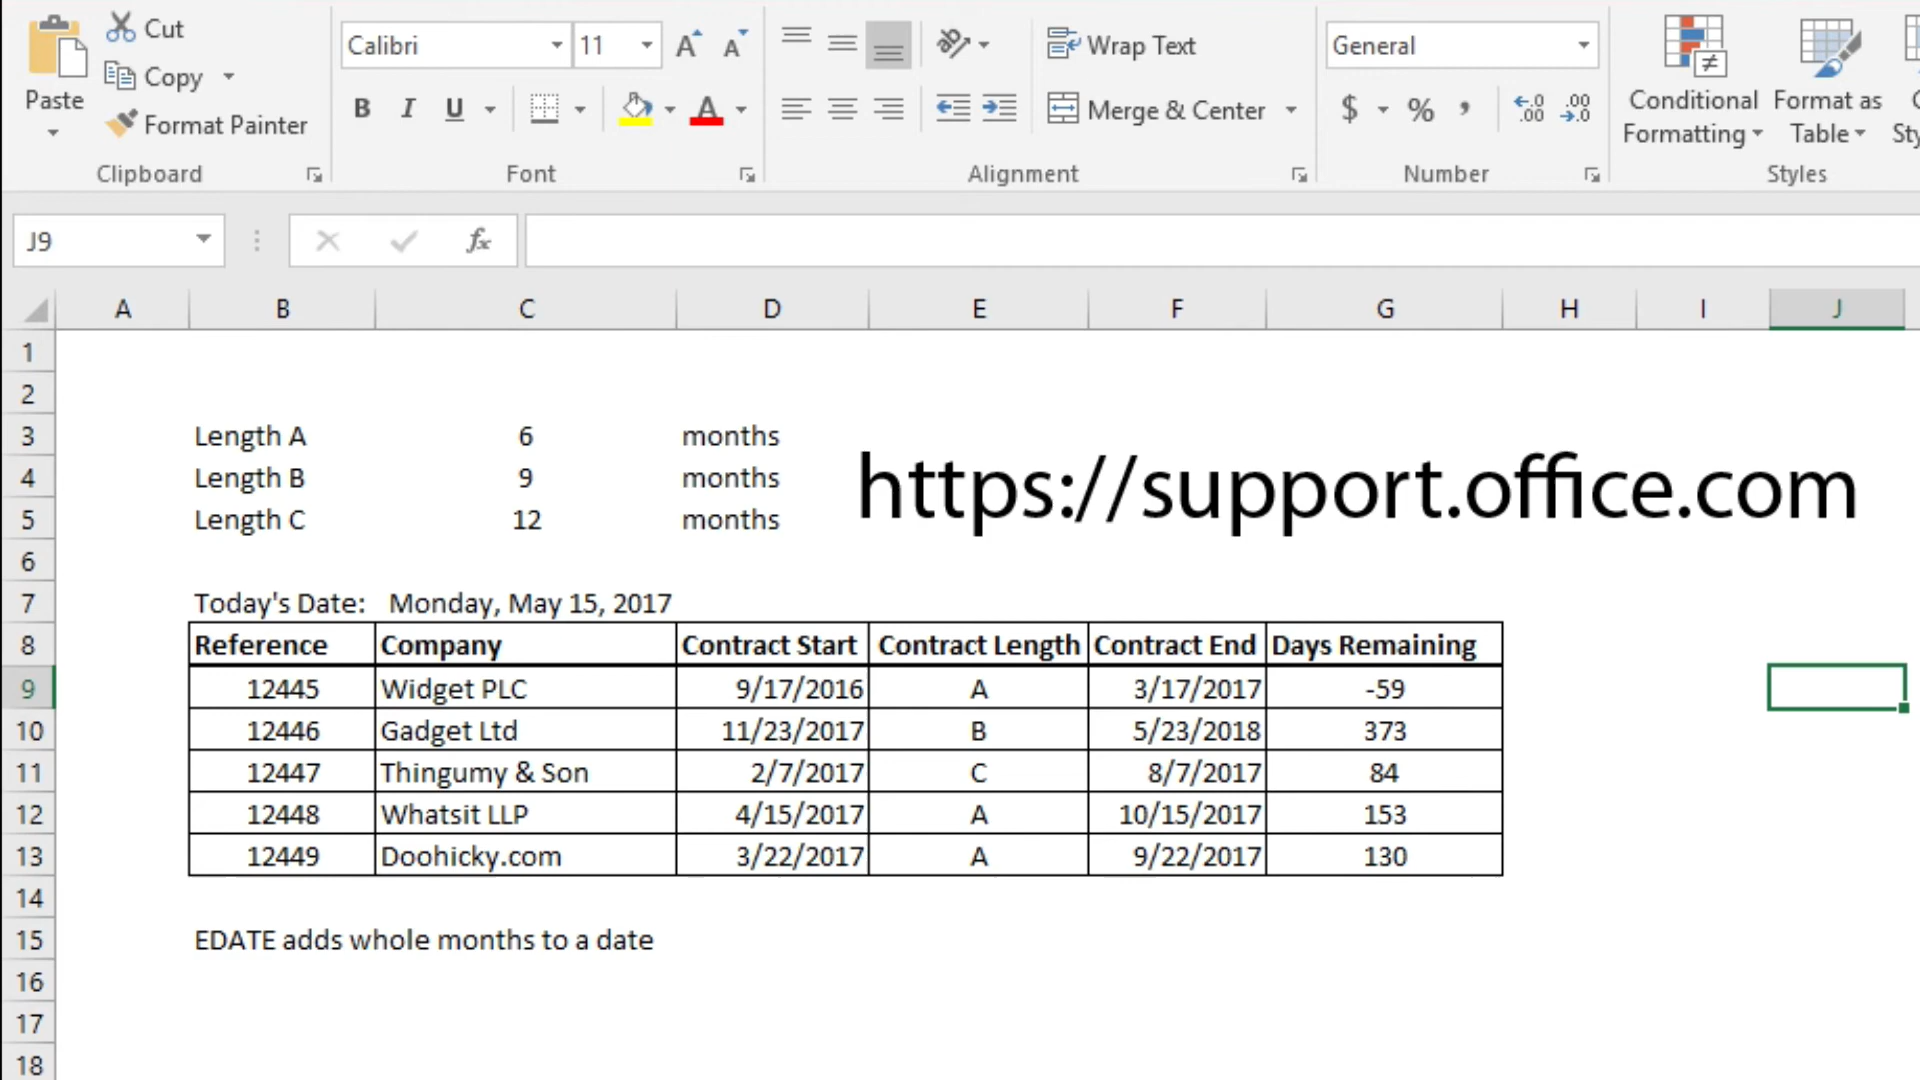 Cut
Calibri 11 A A Wrap Text General
Copy
Paste Conditional Format as
Format Painter B I U A Merge & Center $ % , Formatting Table
Clipboard Font Alignment Number Styles
J9 fx
A B C D E F G H I J
1
2
3 Length A 6 months
4 Length B 9 months
https://support.office.com
5 Length C 12 months
6
7 Today's Date: Monday, May 15, 2017
8 Reference Company Contract Start Contract Length Contract End Days Remaining
9 12445 Widget PLC 9/17/2016 A 3/17/2017 -59
10 12446 Gadget Ltd 11/23/2017 B 5/23/2018 373
11 12447 Thingumy & Son 2/7/2017 C 8/7/2017 84
12 12448 Whatsit LLP 4/15/2017 A 10/15/2017 153
13 12449 Doohicky.com 3/22/2017 A 9/22/2017 130
14
15 EDATE adds whole months to a date
16
17
18